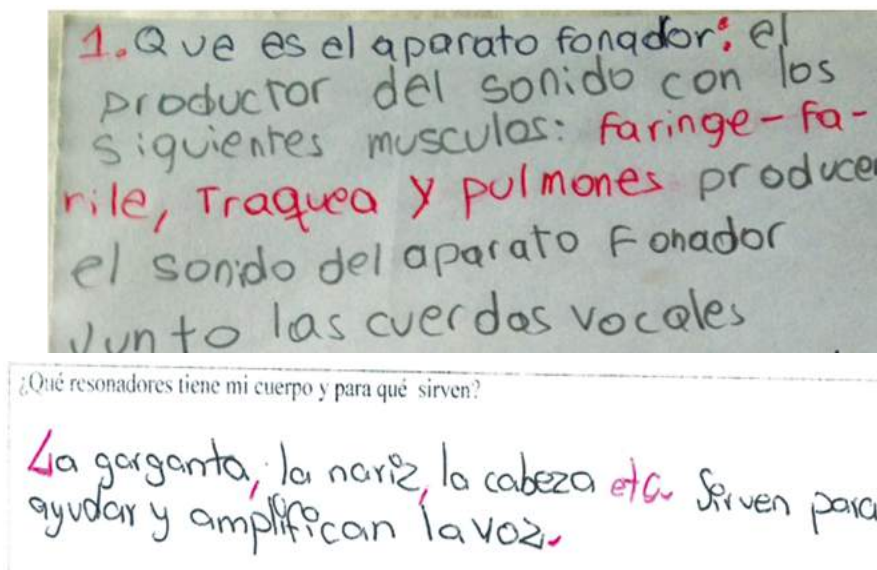 1. Que es el aparato fonador: el
productor del sonido con los
siguientes musculos: faringe-fa-
rile, Traquea y pulmones produce
el sonido del aparato Fonador
Junto las cuerdas vocales
¿Qué resonadores tiene mi cuerpo y para qué sirven?
La garganta, la nariz, la cabeza etc. Sirven para
ayudar y amplifican la voz.